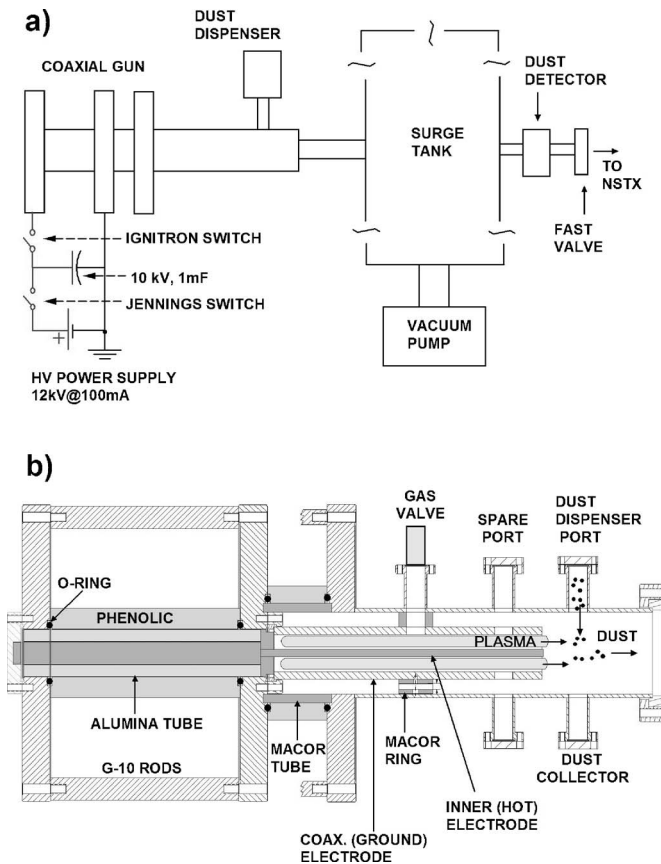 a)
DUST
DISPENSER
COAXIAL GUN
DUST
DETECTOR
SURGE
TANK
TO
NSTX
IGNITRON SWITCH
FAST
VALVE
10 kV, 1mF
JENNINGS SWITCH
+
VACUUM
PUMP
HV POWER SUPPLY
12kV@100mA
b)
GAS
VALVE
SPARE
PORT
DUST
DISPENSER
PORT
O-RING
PHENOLIC
PLASMA
DUST
ALUMINA TUBE
MACOR
TUBE
MACOR
RING
DUST
COLLECTOR
G-10 RODS
INNER (HOT)
ELECTRODE
COAX. (GROUND)
ELECTRODE